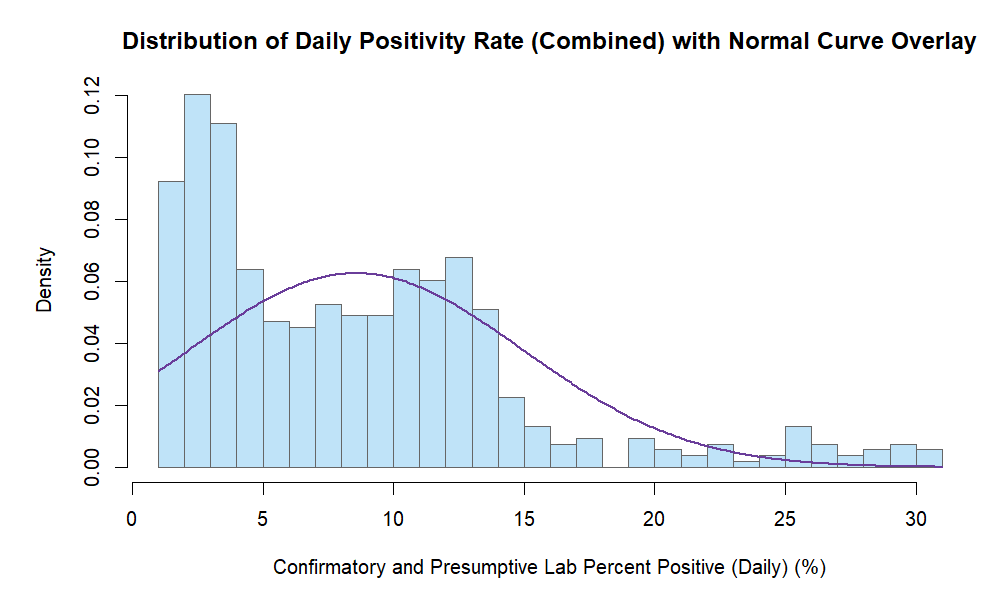 Distribution of Daily Positivity Rate (Combined) with Normal Curve Overlay
Density
0.12
0.10
0.08
0.06
0.04
0.02
0.00
0 5 10 15 20 25 30
Confirmatory and Presumptive Lab Percent Positive (Daily) (%)